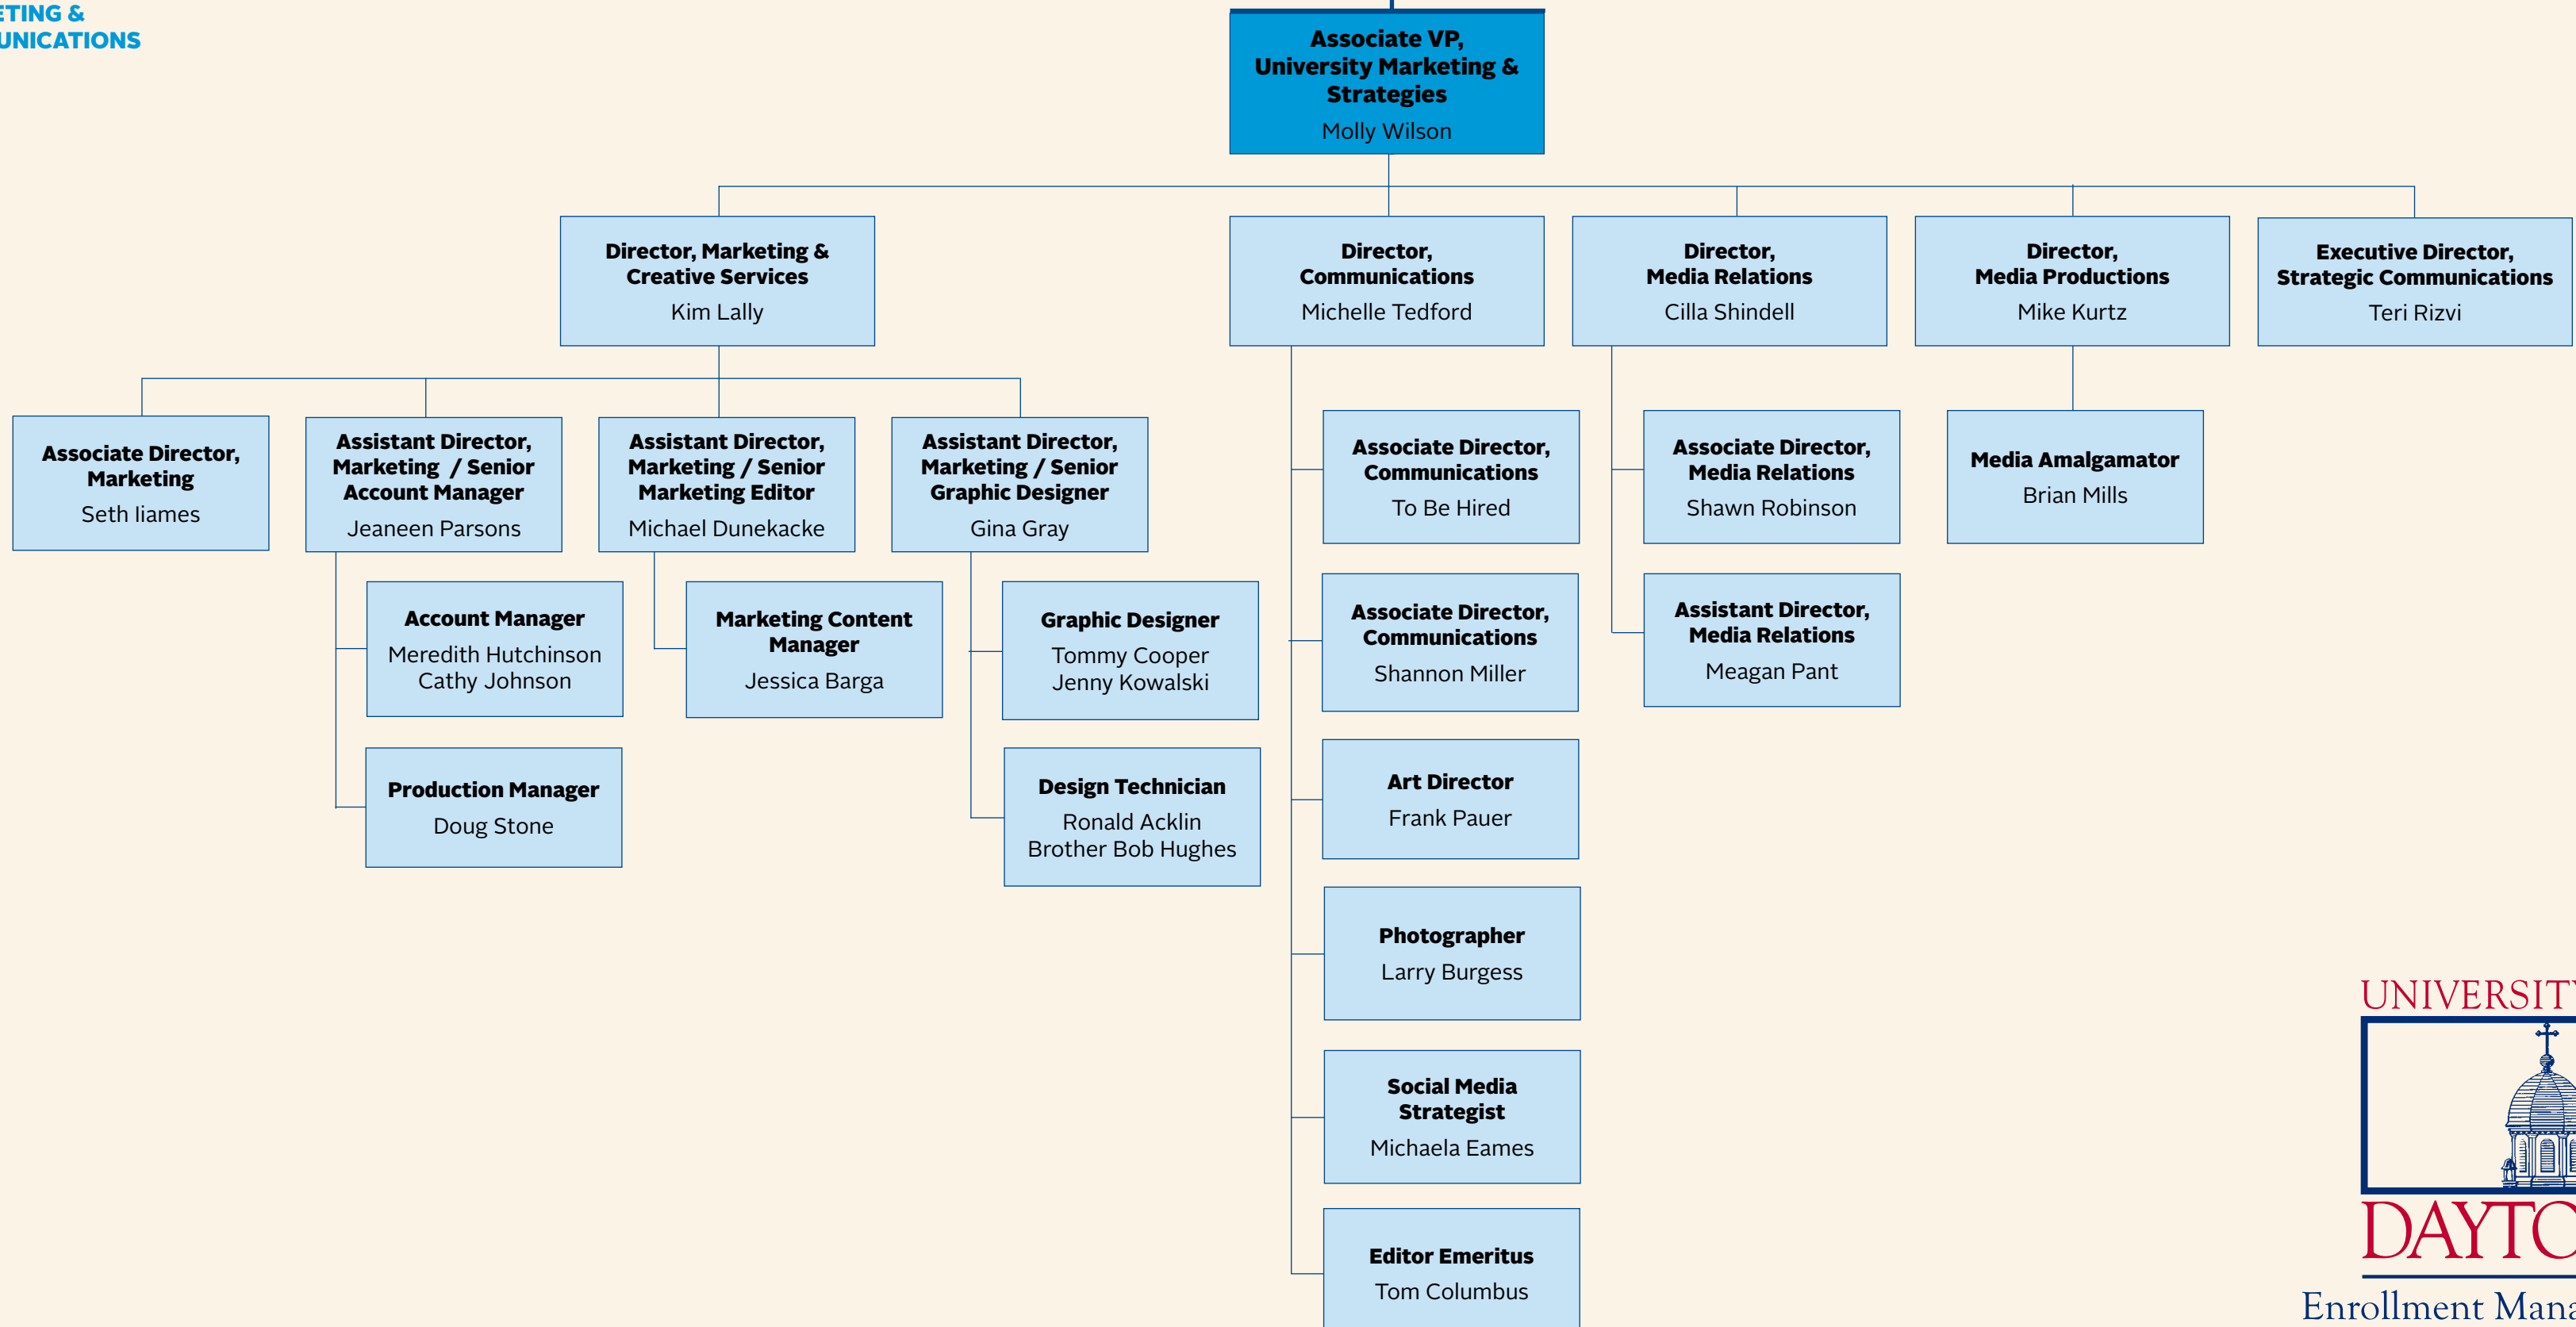 ETING &
UNICATIONS
Associate VP,
University Marketing &
Strategies
Molly Wilson
Director, Marketing &
Creative Services
Kim Lally
Director,
Communications
Michelle Tedford
Director,
Media Relations
Cilla Shindell
Director,
Media Productions
Mike Kurtz
Executive Director,
Strategic Communications
Teri Rizvi
Associate Director,
Marketing
Seth Iiames
Assistant Director,
Marketing / Senior
Account Manager
Jeaneen Parsons
Assistant Director,
Marketing / Senior
Marketing Editor
Michael Dunekacke
Assistant Director,
Marketing / Senior
Graphic Designer
Gina Gray
Associate Director,
Communications
To Be Hired
Associate Director,
Media Relations
Shawn Robinson
Media Amalgamator
Brian Mills
Account Manager
Meredith Hutchinson
Cathy Johnson
Marketing Content
Manager
Jessica Barga
Graphic Designer
Tommy Cooper
Jenny Kowalski
Associate Director,
Communications
Shannon Miller
Assistant Director,
Media Relations
Meagan Pant
Production Manager
Doug Stone
Design Technician
Ronald Acklin
Brother Bob Hughes
Art Director
Frank Pauer
Photographer
Larry Burgess
Social Media
Strategist
Michaela Eames
Editor Emeritus
Tom Columbus
UNIVERSITY
DAYTO
Enrollment Mana